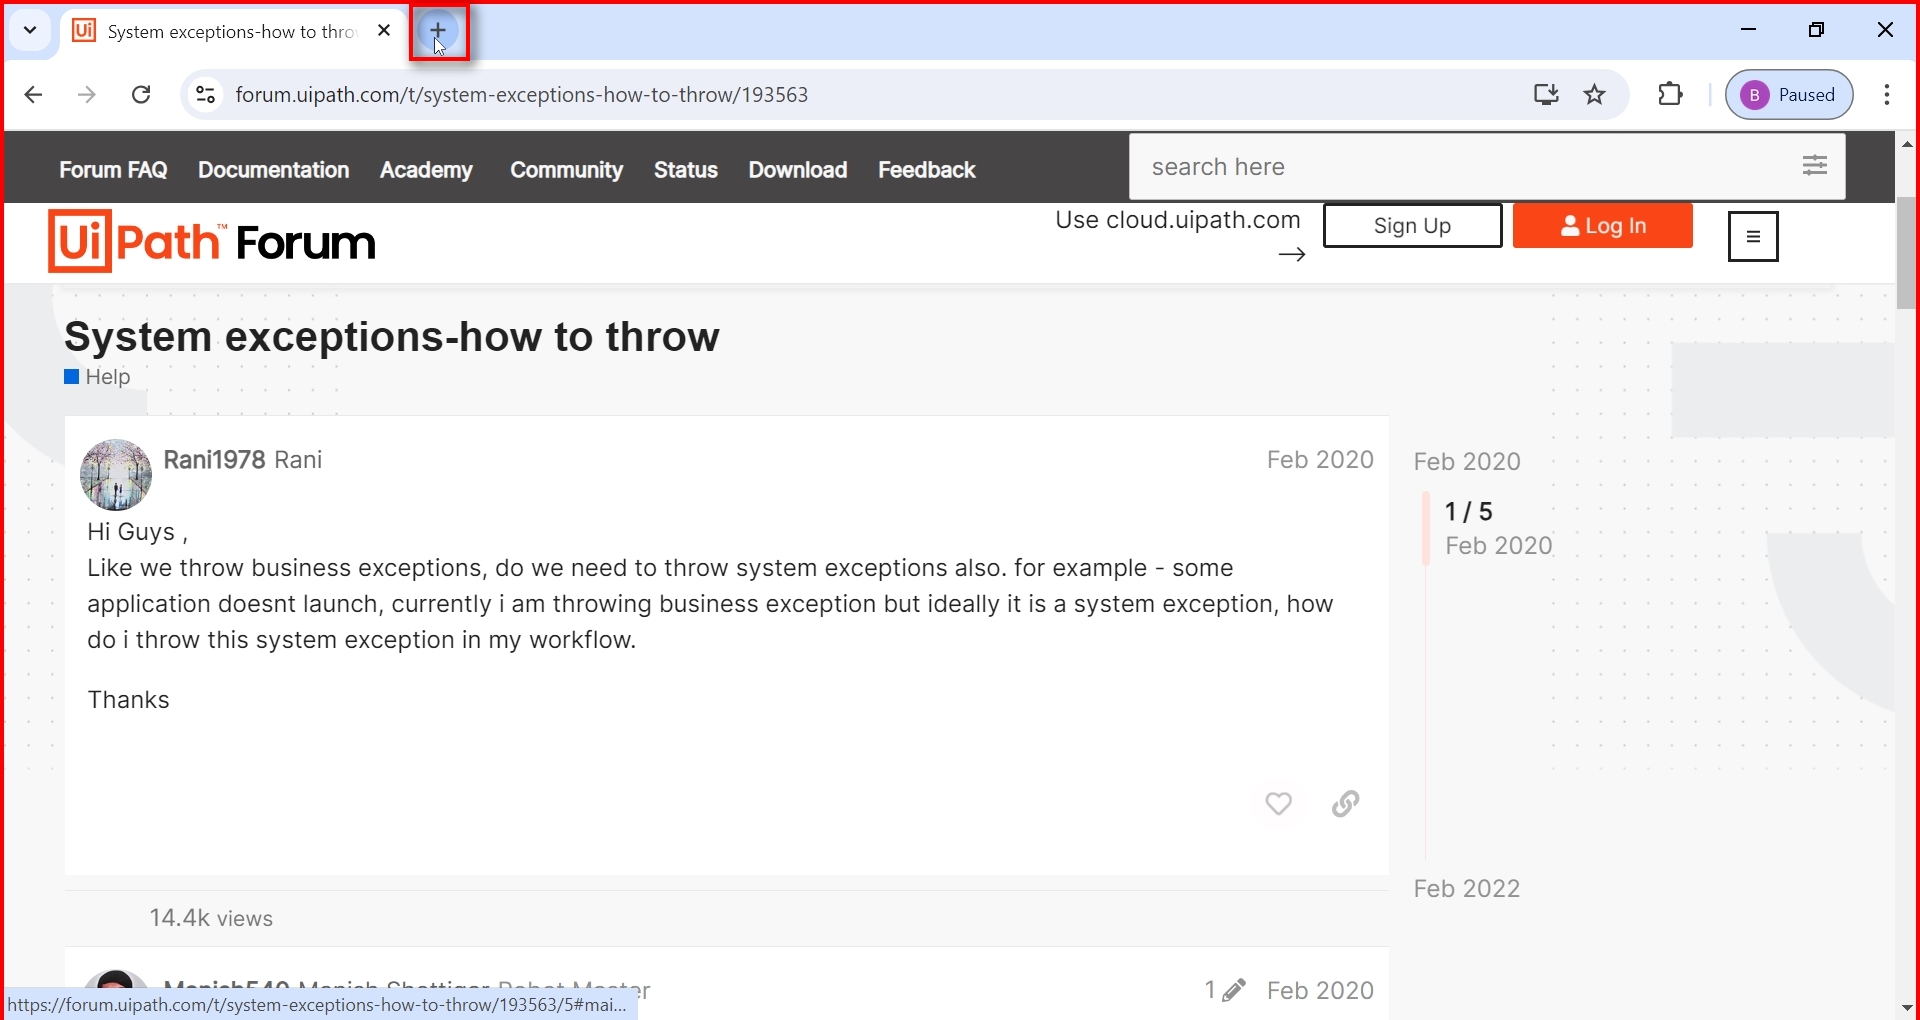 System exceptions-how to thro
forum.uipath.com/t/system-exceptions-how-to-throw/193563
B Paused
Forum FAQ Documentation Academy Community Status Download Feedback
search here
UiPath™ Forum
Use cloud.uipath.com →
Sign Up
Log In
System exceptions-how to throw
Help
Rani1978 Rani
Feb 2020
Hi Guys ,
Like we throw business exceptions, do we need to throw system exceptions also. for example - some
application doesnt launch, currently i am throwing business exception but ideally it is a system exception, how
do i throw this system exception in my workflow.
Thanks
Feb 2020
1 / 5
Feb 2020
Feb 2022
14.4k views
Manish540 Manish Shettigar Robot Master
1
Feb 2020
https://forum.uipath.com/t/system-exceptions-how-to-throw/193563/5#mai...